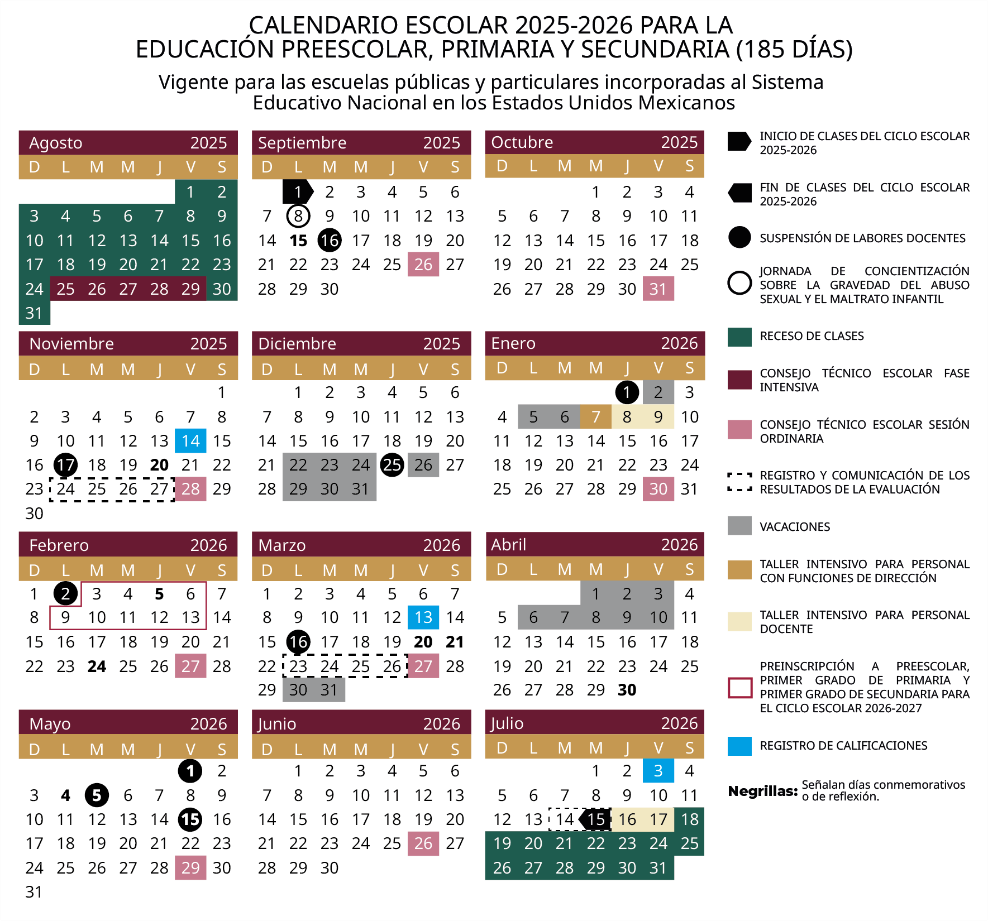 CALENDARIO ESCOLAR 2025-2026 PARA LA
EDUCACIÓN PREESCOLAR, PRIMARIA Y SECUNDARIA (185 DÍAS)
Vigente para las escuelas públicas y particulares incorporadas al Sistema
Educativo Nacional en los Estados Unidos Mexicanos
Agosto 2025
D L M M J V S
1 2
3 4 5 6 7 8 9
10 11 12 13 14 15 16
17 18 19 20 21 22 23
24 25 26 27 28 29 30
31
Septiembre 2025
D L M M J V S
1 2 3 4 5 6
7 8 9 10 11 12 13
14 15 16 17 18 19 20
21 22 23 24 25 26 27
28 29 30
Octubre 2025
D L M M J V S
1 2 3 4
5 6 7 8 9 10 11
12 13 14 15 16 17 18
19 20 21 22 23 24 25
26 27 28 29 30 31
Noviembre 2025
D L M M J V S
1
2 3 4 5 6 7 8
9 10 11 12 13 14 15
16 17 18 19 20 21 22
23 24 25 26 27 28 29
30
Diciembre 2025
D L M M J V S
1 2 3 4 5 6
7 8 9 10 11 12 13
14 15 16 17 18 19 20
21 22 23 24 25 26 27
28 29 30 31
Enero 2026
D L M M J V S
1 2 3
4 5 6 7 8 9 10
11 12 13 14 15 16 17
18 19 20 21 22 23 24
25 26 27 28 29 30 31
Febrero 2026
D L M M J V S
1 2 3 4 5 6 7
8 9 10 11 12 13 14
15 16 17 18 19 20 21
22 23 24 25 26 27 28
Marzo 2026
D L M M J V S
1 2 3 4 5 6 7
8 9 10 11 12 13 14
15 16 17 18 19 20 21
22 23 24 25 26 27 28
29 30 31
Abril 2026
D L M M J V S
1 2 3 4
5 6 7 8 9 10 11
12 13 14 15 16 17 18
19 20 21 22 23 24 25
26 27 28 29 30
Mayo 2026
D L M M J V S
1 2
3 4 5 6 7 8 9
10 11 12 13 14 15 16
17 18 19 20 21 22 23
24 25 26 27 28 29 30
31
Junio 2026
D L M M J V S
1 2 3 4 5 6
7 8 9 10 11 12 13
14 15 16 17 18 19 20
21 22 23 24 25 26 27
28 29 30
Julio 2026
D L M M J V S
1 2 3 4
5 6 7 8 9 10 11
12 13 14 15 16 17 18
19 20 21 22 23 24 25
26 27 28 29 30 31
INICIO DE CLASES DEL CICLO ESCOLAR
2025-2026
FIN DE CLASES DEL CICLO ESCOLAR
2025-2026
SUSPENSIÓN DE LABORES DOCENTES
JORNADA DE CONCIENTIZACIÓN
SOBRE LA GRAVEDAD DEL ABUSO
SEXUAL Y EL MALTRATO INFANTIL
RECESO DE CLASES
CONSEJO TÉCNICO ESCOLAR FASE
INTENSIVA
CONSEJO TÉCNICO ESCOLAR SESIÓN
ORDINARIA
REGISTRO Y COMUNICACIÓN DE LOS
RESULTADOS DE LA EVALUACIÓN
VACACIONES
TALLER INTENSIVO PARA PERSONAL
CON FUNCIONES DE DIRECCIÓN
TALLER INTENSIVO PARA PERSONAL
DOCENTE
PREINSCRIPCIÓN A PREESCOLAR,
PRIMER GRADO DE PRIMARIA Y
PRIMER GRADO DE SECUNDARIA PARA
EL CICLO ESCOLAR 2026-2027
REGISTRO DE CALIFICACIONES
Negrillas: Señalan días conmemorativos
o de reflexión.